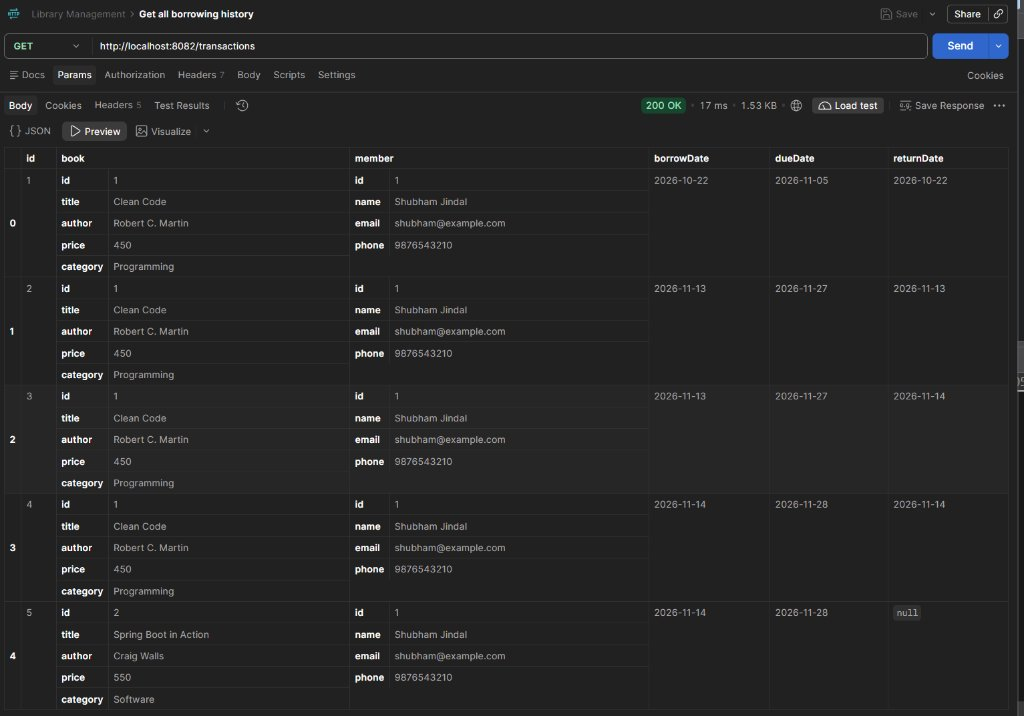 HTTP Library Management > Get all borrowing history Save Share
GET http://localhost:8082/transactions Send
Docs Params Authorization Headers 7 Body Scripts Settings Cookies
Body Cookies Headers 5 Test Results 200 OK • 17 ms • 1.53 KB • Load test e.g. Save Response
{} JSON Preview Visualize
id book member borrowDate dueDate returnDate
1 id 1 id 1 2026-10-22 2026-11-05 2026-10-22
title Clean Code name Shubham Jindal
0 author Robert C. Martin email shubham@example.com
price 450 phone 9876543210
category Programming
2 id 1 id 1 2026-11-13 2026-11-27 2026-11-13
title Clean Code name Shubham Jindal
1 author Robert C. Martin email shubham@example.com
price 450 phone 9876543210
category Programming
3 id 1 id 1 2026-11-13 2026-11-27 2026-11-14
title Clean Code name Shubham Jindal
2 author Robert C. Martin email shubham@example.com
price 450 phone 9876543210
category Programming
4 id 1 id 1 2026-11-14 2026-11-28 2026-11-14
title Clean Code name Shubham Jindal
3 author Robert C. Martin email shubham@example.com
price 450 phone 9876543210
category Programming
5 id 2 id 1 2026-11-14 2026-11-28 null
title Spring Boot in Action name Shubham Jindal
4 author Craig Walls email shubham@example.com
price 550 phone 9876543210
category Software